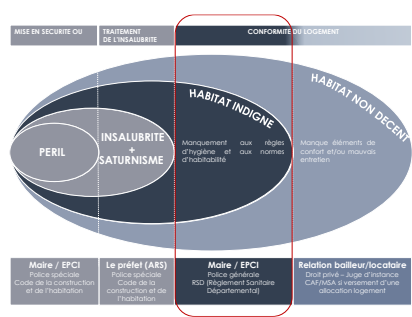 MISE EN SECURITE OU
TRAITEMENT
DE L'INSALUBRITE
CONFORMITE DU LOGEMENT
PERIL
INSALUBRITE
+
SATURNISME
HABITAT INDIGNE
Manquement aux règles
d'hygiène et aux normes
d'habitabilité
HABITAT NON DECENT
Manque éléments de
confort et/ou mauvais
entretien
Maire / EPCI
Police spéciale
Code de la construction
et de l'habitation
Le préfet (ARS)
Police spéciale
Code de la
construction et de
l'habitation
Maire / EPCI
Police générale
RSD (Règlement Sanitaire
Départemental)
Relation bailleur/locataire
Droit privé – Juge d'instance
CAF/MSA si versement d'une
allocation logement